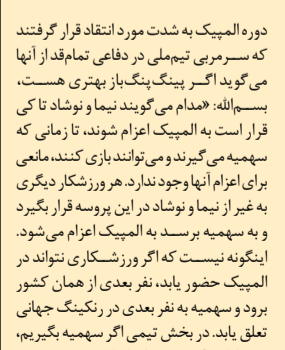 دوره المپیک به شدت مورد انتقاد قرار گرفتند
که سـرمربی تیم‌ملی در دفاعی تمام‌قد از آنها
می گوید اگـر پینگ‌پنگ‌باز بهتری هست،
بسـم‌الله: «مدام می‌گویند نیما و نوشاد تا کی
قرار است به المپیک اعزام شوند، تا زمانی که
سهمیه می‌گیرند و می‌توانند بازی کنند، مانعی
برای اعزام آنها وجود ندارد. هر ورزشکار دیگری
به غیر از نیما و نوشاد در این پروسه قرار بگیرد
و به سهمیه برسـد به المپیک اعزام می‌شود.
اینگونه نیسـت که اگر ورزشـکاری نتواند در
المپیک حضور یابد، نفر بعدی از همان کشور
برود و سهمیه به نفر بعدی در رنکینگ جهانی
تعلق یابد. در بخش تیمی اگر سهمیه بگیریم،